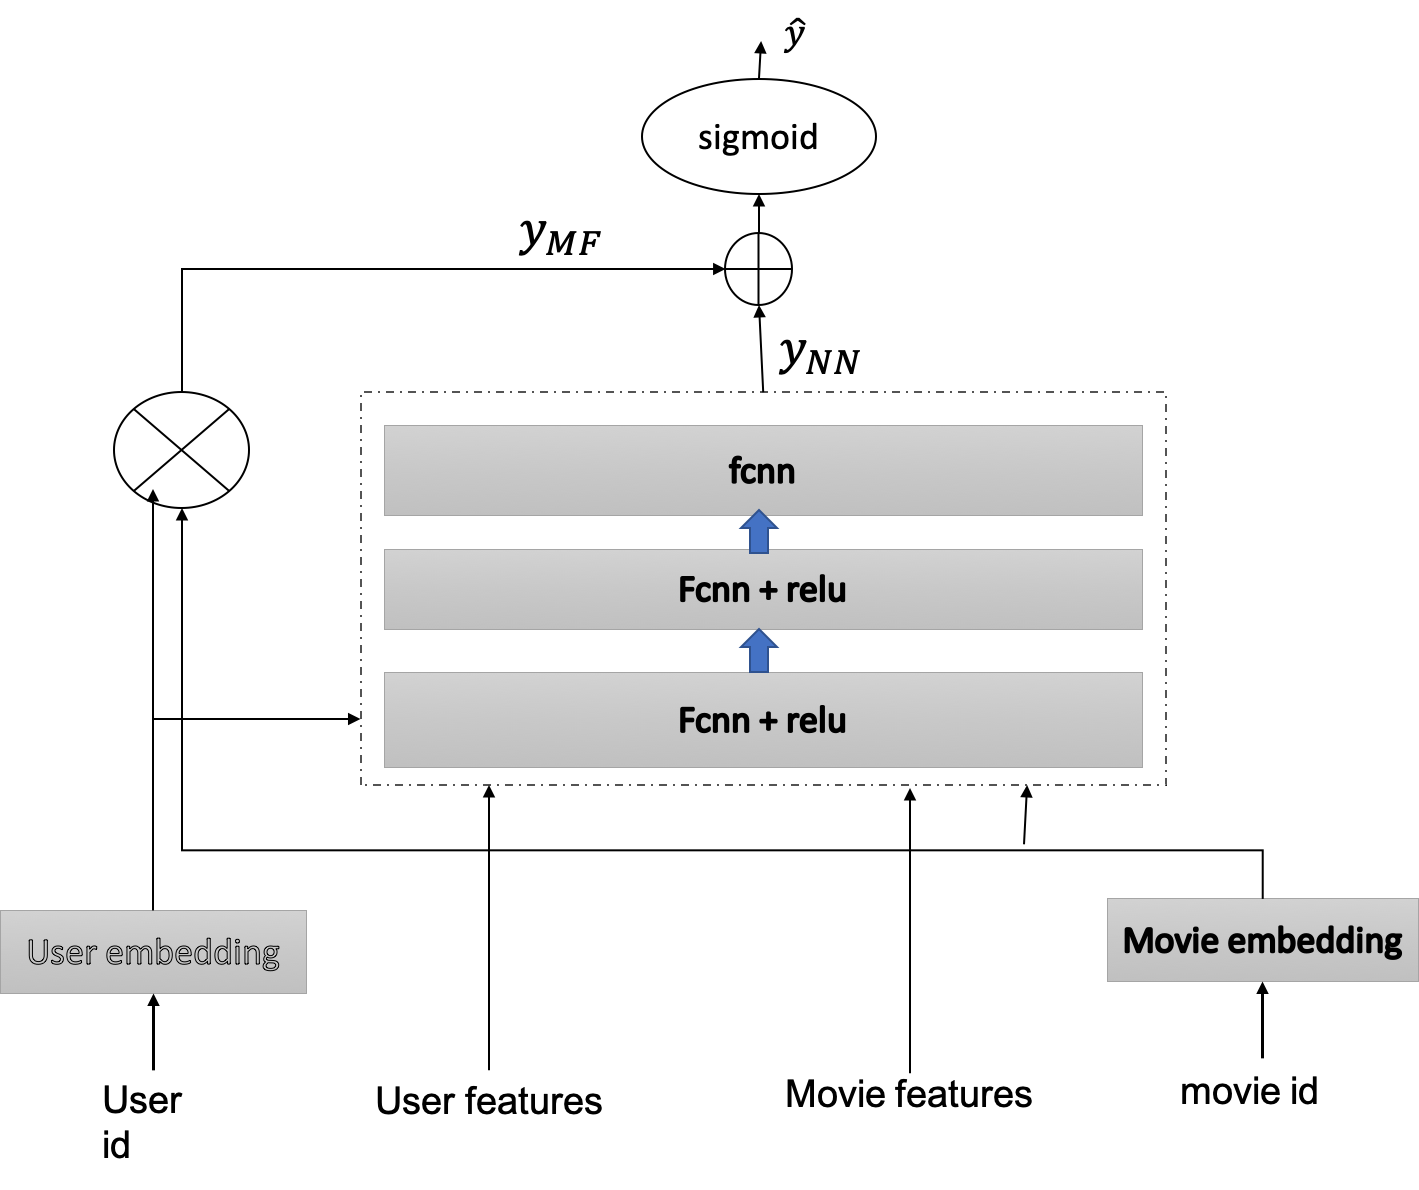 ŷ
sigmoid
y_{MF}
y_{NN}
fcnn
Fcnn + relu
Fcnn + relu
User embedding
Movie embedding
User
id
User features
Movie features
movie id